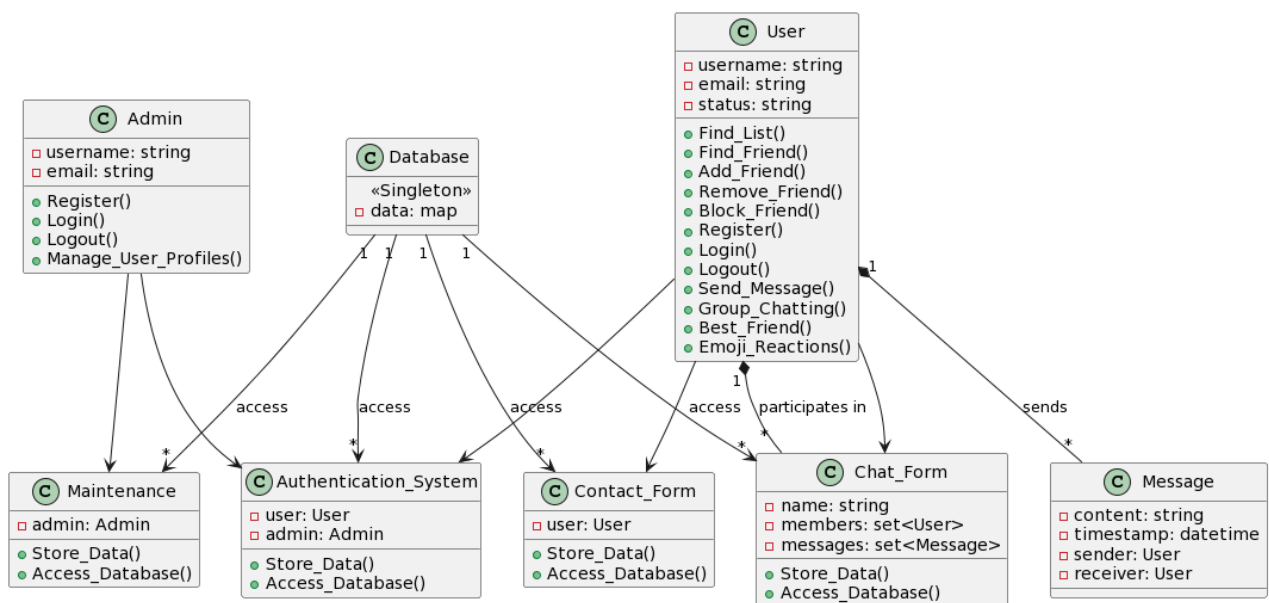 C User
username: string
email: string
status: string
Find_List()
Find_Friend()
Add_Friend()
Remove_Friend()
Block_Friend()
Register()
Login()
Logout()
Send_Message()
Group_Chatting()
Best_Friend()
Emoji_Reactions()
C Admin
username: string
email: string
Register()
Login()
Logout()
Manage_User_Profiles()
C Database
«Singleton»
data: map
1 1 1 1
1
1
access access access access participates in sends
* * * * * *
C Maintenance
admin: Admin
Store_Data()
Access_Database()
C Authentication_System
user: User
admin: Admin
Store_Data()
Access_Database()
C Contact_Form
user: User
Store_Data()
Access_Database()
C Chat_Form
name: string
members: set<User>
messages: set<Message>
Store_Data()
Access_Database()
C Message
content: string
timestamp: datetime
sender: User
receiver: User